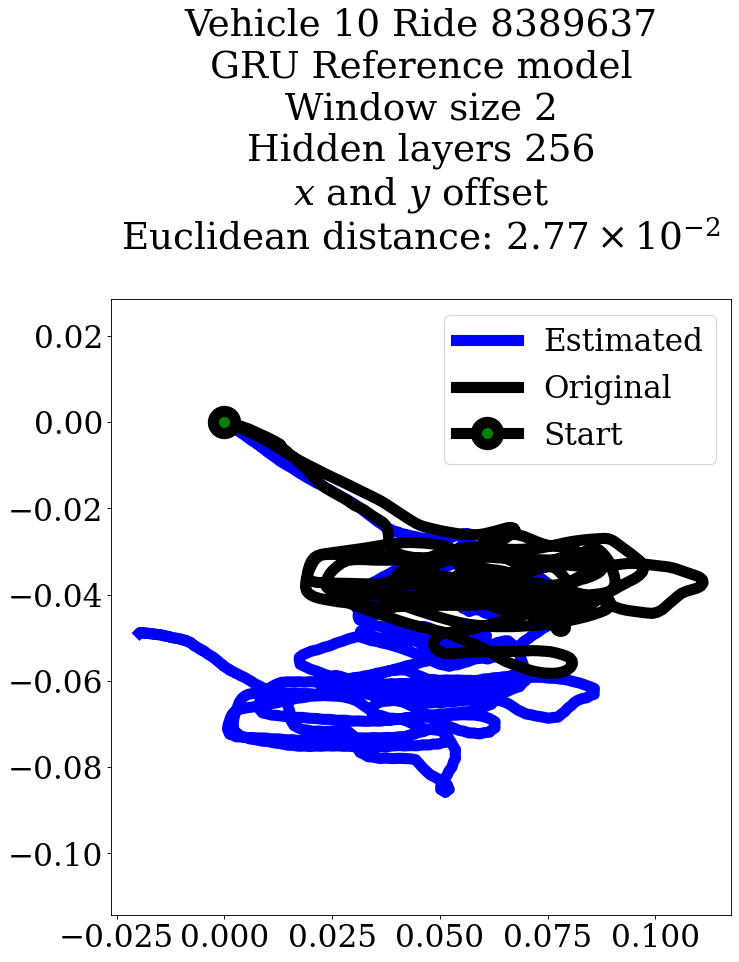 Vehicle 10 Ride 8389637
GRU Reference model
Window size 2
Hidden layers 256
x and y offset
Euclidean distance: 2.77 × 10⁻²
Estimated
Original
Start
0.02
0.00
−0.02
−0.04
−0.06
−0.08
−0.10
−0.025 0.000 0.025 0.050 0.075 0.100